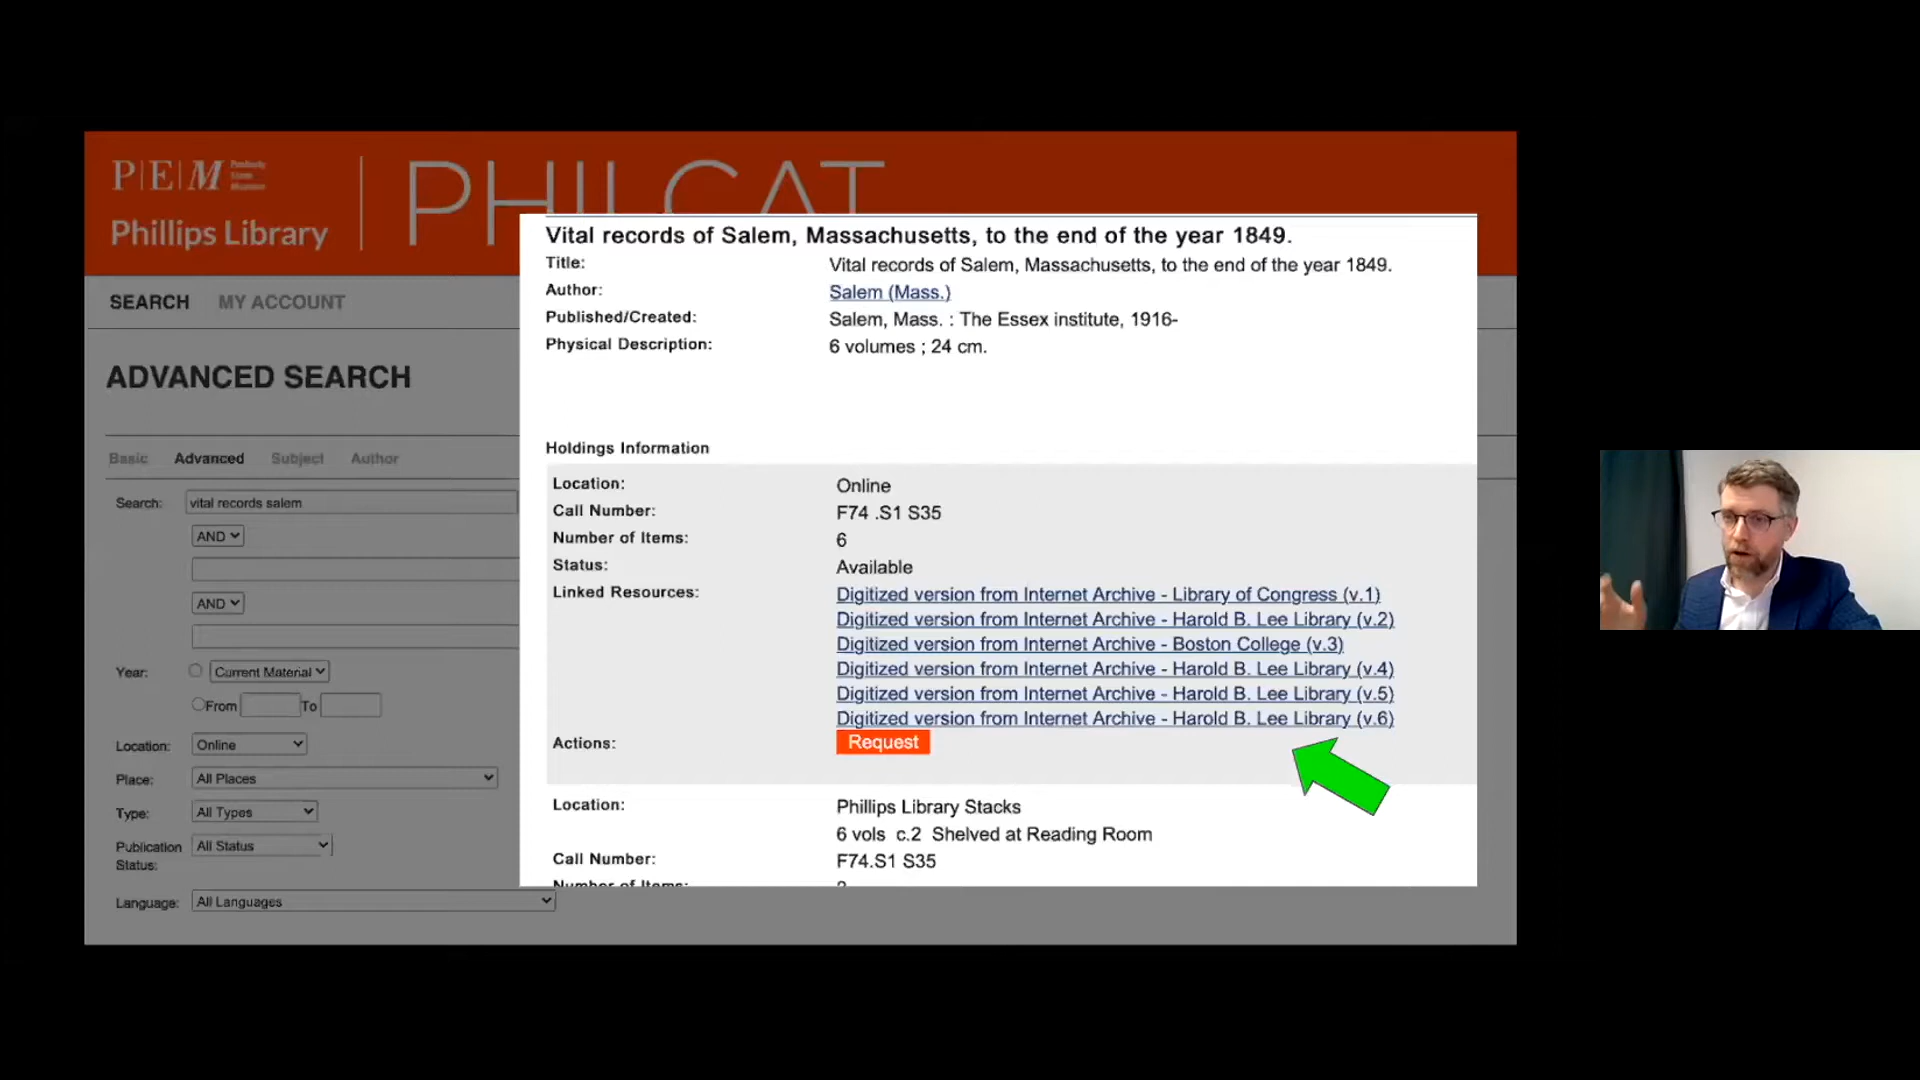 P|E|M Peabody Essex Museum
Phillips Library
PHILCAT
SEARCH MY ACCOUNT
ADVANCED SEARCH
Basic Advanced Subject Author
Search: vital records salem
AND
AND
Year: Current Material
From To
Location: Online
Place: All Places
Type: All Types
Publication Status: All Status
Language: All Languages
Vital records of Salem, Massachusetts, to the end of the year 1849.
Title: Vital records of Salem, Massachusetts, to the end of the year 1849.
Author: Salem (Mass.)
Published/Created: Salem, Mass. : The Essex institute, 1916-
Physical Description: 6 volumes ; 24 cm.
Holdings Information
Location: Online
Call Number: F74 .S1 S35
Number of Items: 6
Status: Available
Linked Resources: Digitized version from Internet Archive - Library of Congress (v.1)
Digitized version from Internet Archive - Harold B. Lee Library (v.2)
Digitized version from Internet Archive - Boston College (v.3)
Digitized version from Internet Archive - Harold B. Lee Library (v.4)
Digitized version from Internet Archive - Harold B. Lee Library (v.5)
Digitized version from Internet Archive - Harold B. Lee Library (v.6)
Actions: Request
Location: Phillips Library Stacks
6 vols c.2 Shelved at Reading Room
Call Number: F74.S1 S35
Number of Items: